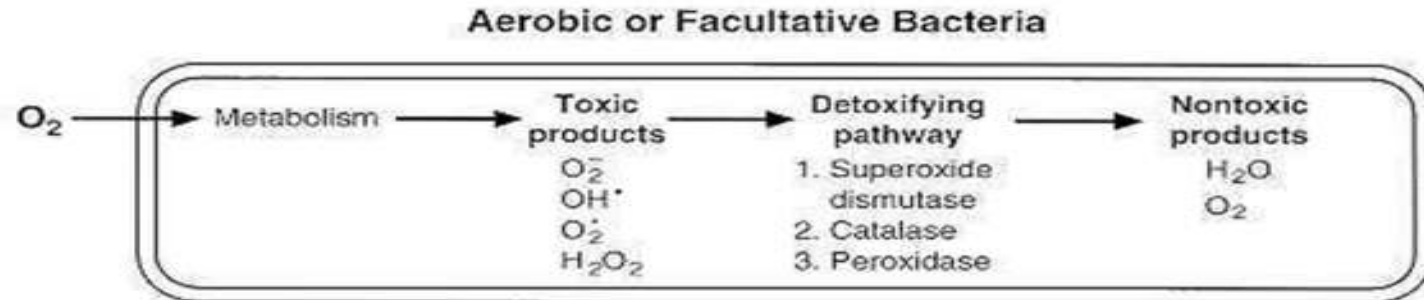 Aerobic or Facultative Bacteria
O₂ Metabolism Toxic products Detoxifying pathway Nontoxic products
O₂⁻
OH•
O₂•
H₂O₂
1. Superoxide
dismutase
2. Catalase
3. Peroxidase
H₂O
O₂